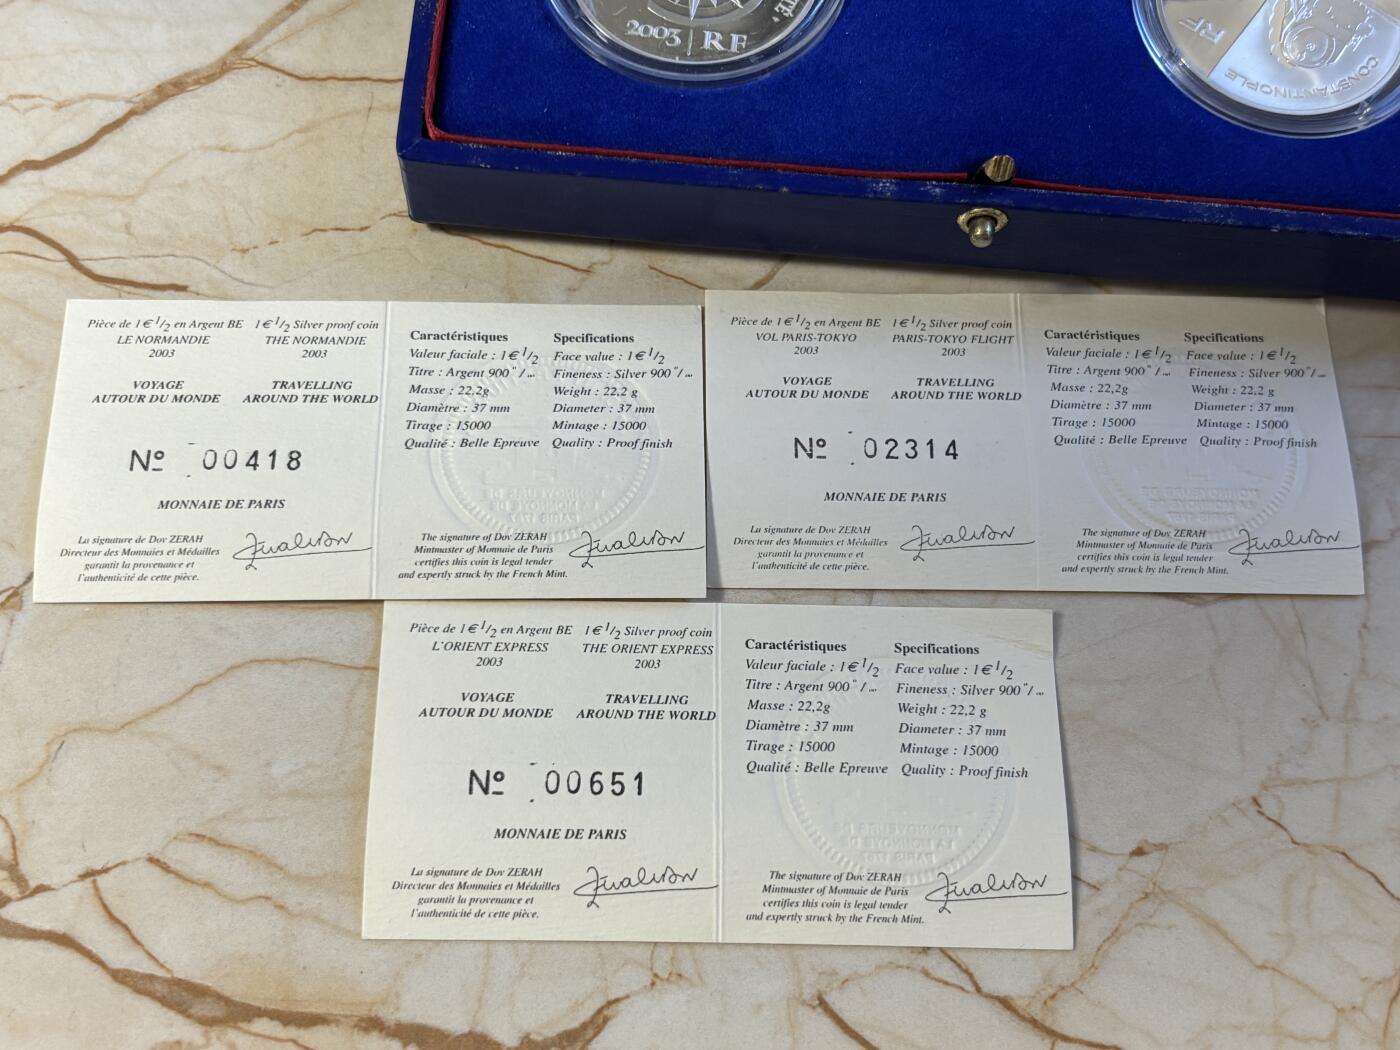 2003 RF
TÉ
RF
CONSTANTINOPLE
Pièce de 1€ 1/2 en Argent BE
LE NORMANDIE
2003
1€ 1/2 Silver proof coin
THE NORMANDIE
2003
VOYAGE
AUTOUR DU MONDE
TRAVELLING
AROUND THE WORLD
Nº 00418
MONNAIE DE PARIS
La signature de Dov ZERAH
Directeur des Monnaies et Médailles
garantit la provenance et
l'authenticité de cette pièce.
Caractéristiques
Valeur faciale : 1€ 1/2
Titre : Argent 900°/...
Masse : 22,2g
Diamètre : 37 mm
Tirage : 15000
Qualité : Belle Epreuve
Specifications
Face value : 1€ 1/2
Fineness : Silver 900°/...
Weight : 22,2 g
Diameter : 37 mm
Mintage : 15000
Quality : Proof finish
The signature of Dov ZERAH
Mintmaster of Monnaie de Paris
certifies this coin is legal tender
and expertly struck by the French Mint.
Pièce de 1€ 1/2 en Argent BE
VOL PARIS-TOKYO
2003
1€ 1/2 Silver proof coin
PARIS-TOKYO FLIGHT
2003
VOYAGE
AUTOUR DU MONDE
TRAVELLING
AROUND THE WORLD
Nº 02314
MONNAIE DE PARIS
La signature de Dov ZERAH
Directeur des Monnaies et Médailles
garantit la provenance et
l'authenticité de cette pièce.
Caractéristiques
Valeur faciale : 1€ 1/2
Titre : Argent 900°/...
Masse : 22,2g
Diamètre : 37 mm
Tirage : 15000
Qualité : Belle Epreuve
Specifications
Face value : 1€ 1/2
Fineness : Silver 900°/...
Weight : 22,2 g
Diameter : 37 mm
Mintage : 15000
Quality : Proof finish
The signature of Dov ZERAH
Mintmaster of Monnaie de Paris
certifies this coin is legal tender
and expertly struck by the French Mint.
Pièce de 1€ 1/2 en Argent BE
L'ORIENT EXPRESS
2003
1€ 1/2 Silver proof coin
THE ORIENT EXPRESS
2003
VOYAGE
AUTOUR DU MONDE
TRAVELLING
AROUND THE WORLD
Nº 00651
MONNAIE DE PARIS
La signature de Dov ZERAH
Directeur des Monnaies et Médailles
garantit la provenance et
l'authenticité de cette pièce.
Caractéristiques
Valeur faciale : 1€ 1/2
Titre : Argent 900°/...
Masse : 22,2g
Diamètre : 37 mm
Tirage : 15000
Qualité : Belle Epreuve
Specifications
Face value : 1€ 1/2
Fineness : Silver 900°/...
Weight : 22,2 g
Diameter : 37 mm
Mintage : 15000
Quality : Proof finish
The signature of Dov ZERAH
Mintmaster of Monnaie de Paris
certifies this coin is legal tender
and expertly struck by the French Mint.